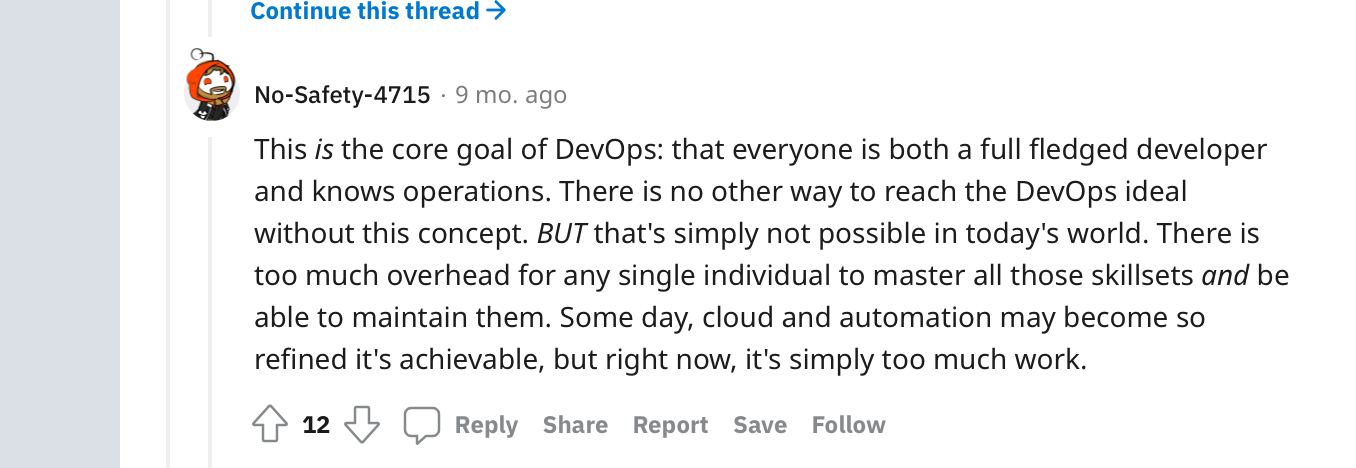 Continue this thread →
No-Safety-4715 · 9 mo. ago
This is the core goal of DevOps: that everyone is both a full fledged developer
and knows operations. There is no other way to reach the DevOps ideal
without this concept. BUT that's simply not possible in today's world. There is
too much overhead for any single individual to master all those skillsets and be
able to maintain them. Some day, cloud and automation may become so
refined it's achievable, but right now, it's simply too much work.
12 Reply Share Report Save Follow